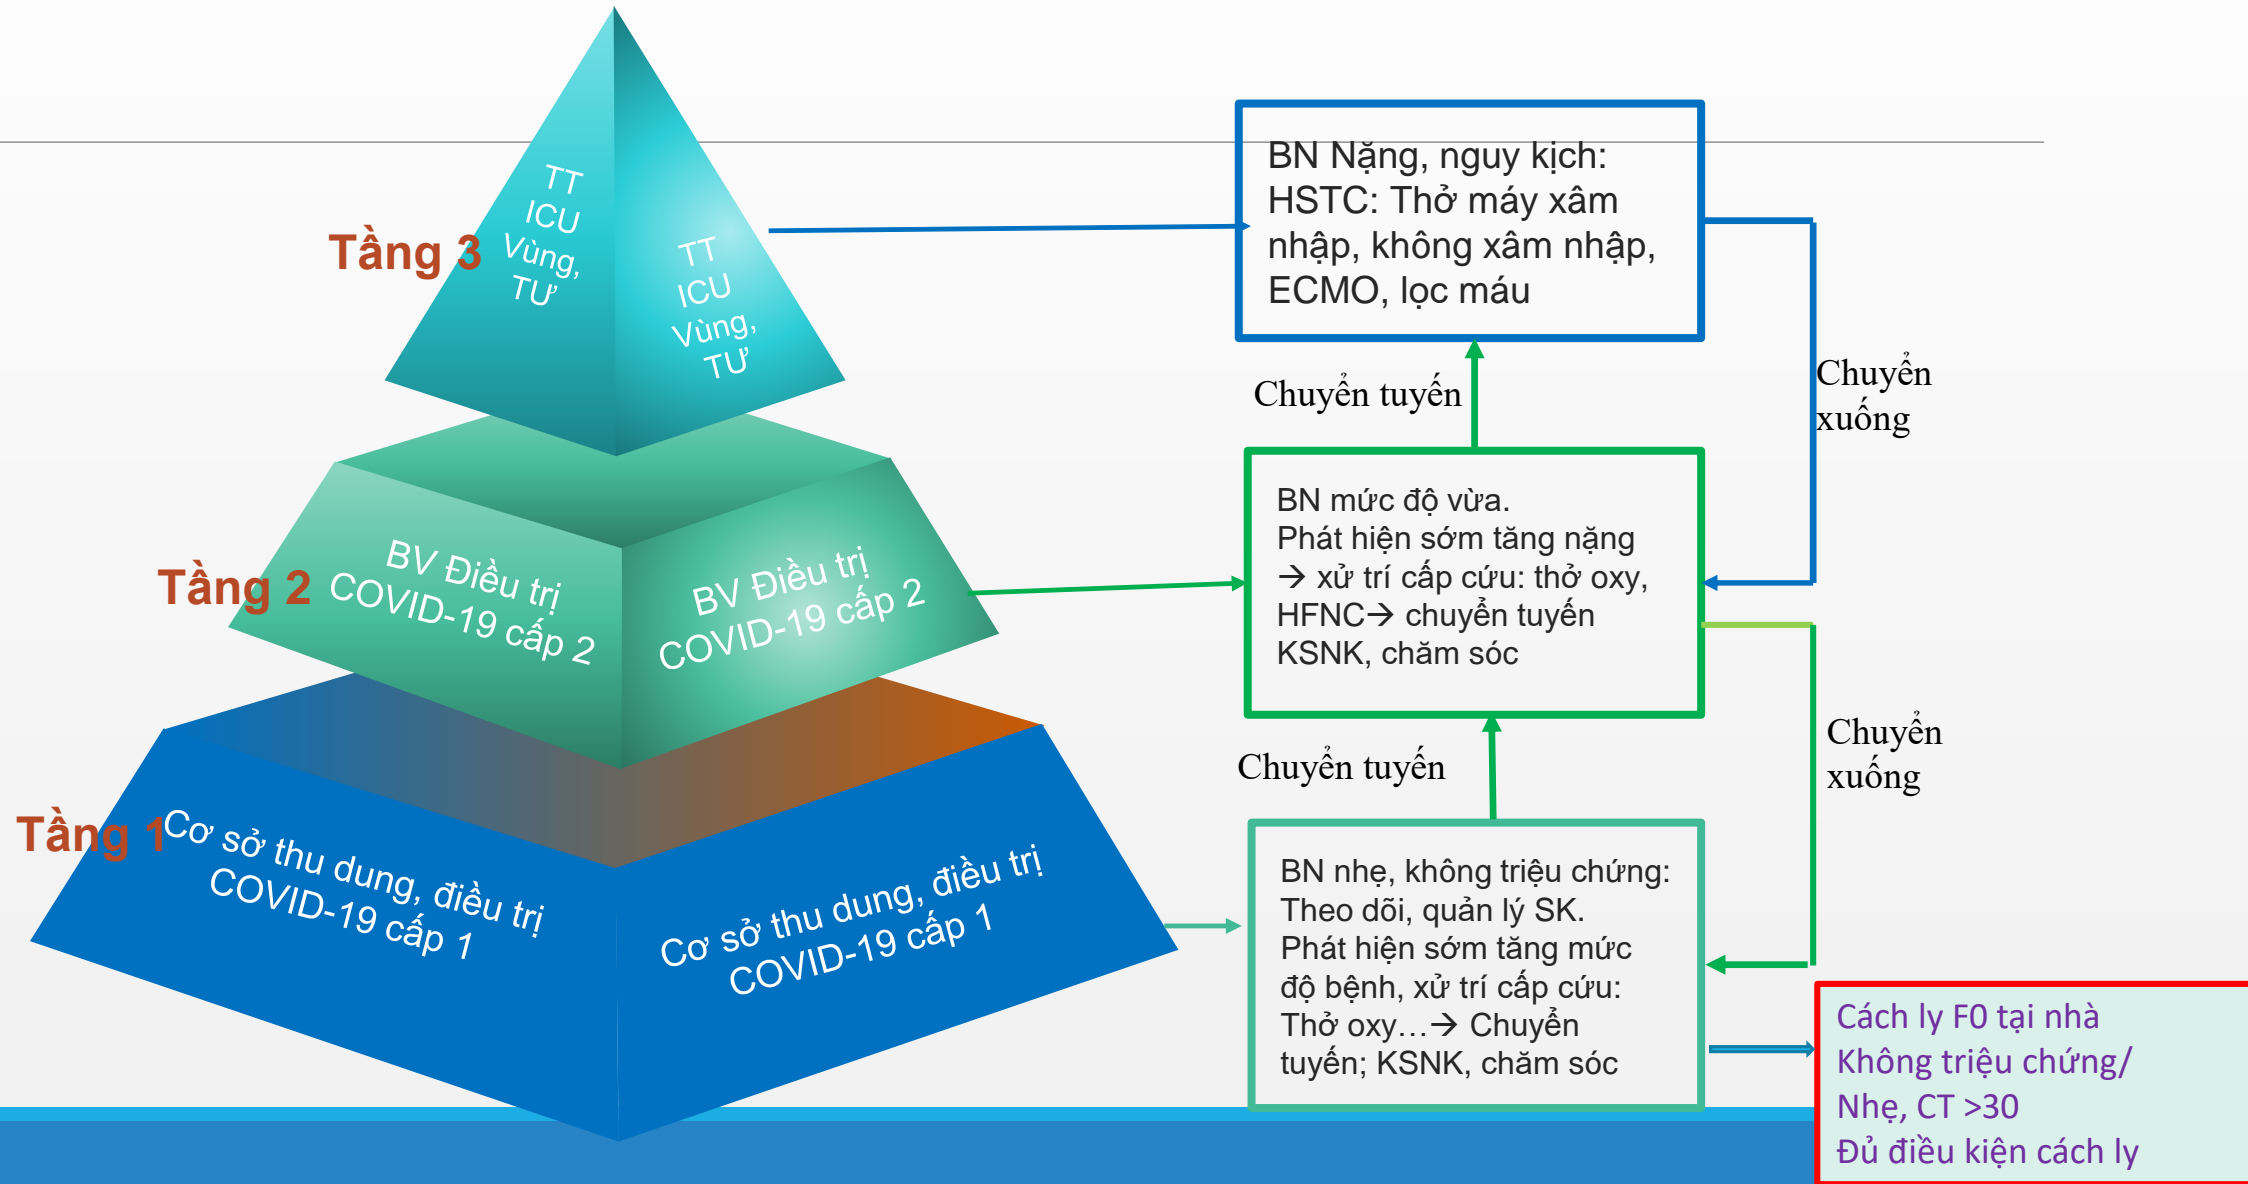 Tầng 3
TT
ICU
Vùng,
TƯ
TT
ICU
Vùng,
TƯ
BN Nặng, nguy kịch:
HSTC: Thở máy xâm
nhập, không xâm nhập,
ECMO, lọc máu
Chuyển tuyến
Chuyển
xuống
Tầng 2
BV Điều trị
COVID-19 cấp 2
BV Điều trị
COVID-19 cấp 2
BN mức độ vừa.
Phát hiện sớm tăng nặng
→ xử trí cấp cứu: thở oxy,
HFNC→ chuyển tuyến
KSNK, chăm sóc
Chuyển tuyến
Chuyển
xuống
Tầng 1
Cơ sở thu dung, điều trị
COVID-19 cấp 1
Cơ sở thu dung, điều trị
COVID-19 cấp 1
BN nhẹ, không triệu chứng:
Theo dõi, quản lý SK.
Phát hiện sớm tăng mức
độ bệnh, xử trí cấp cứu:
Thở oxy…→ Chuyển
tuyến; KSNK, chăm sóc
Cách ly F0 tại nhà
Không triệu chứng/
Nhẹ, CT >30
Đủ điều kiện cách ly